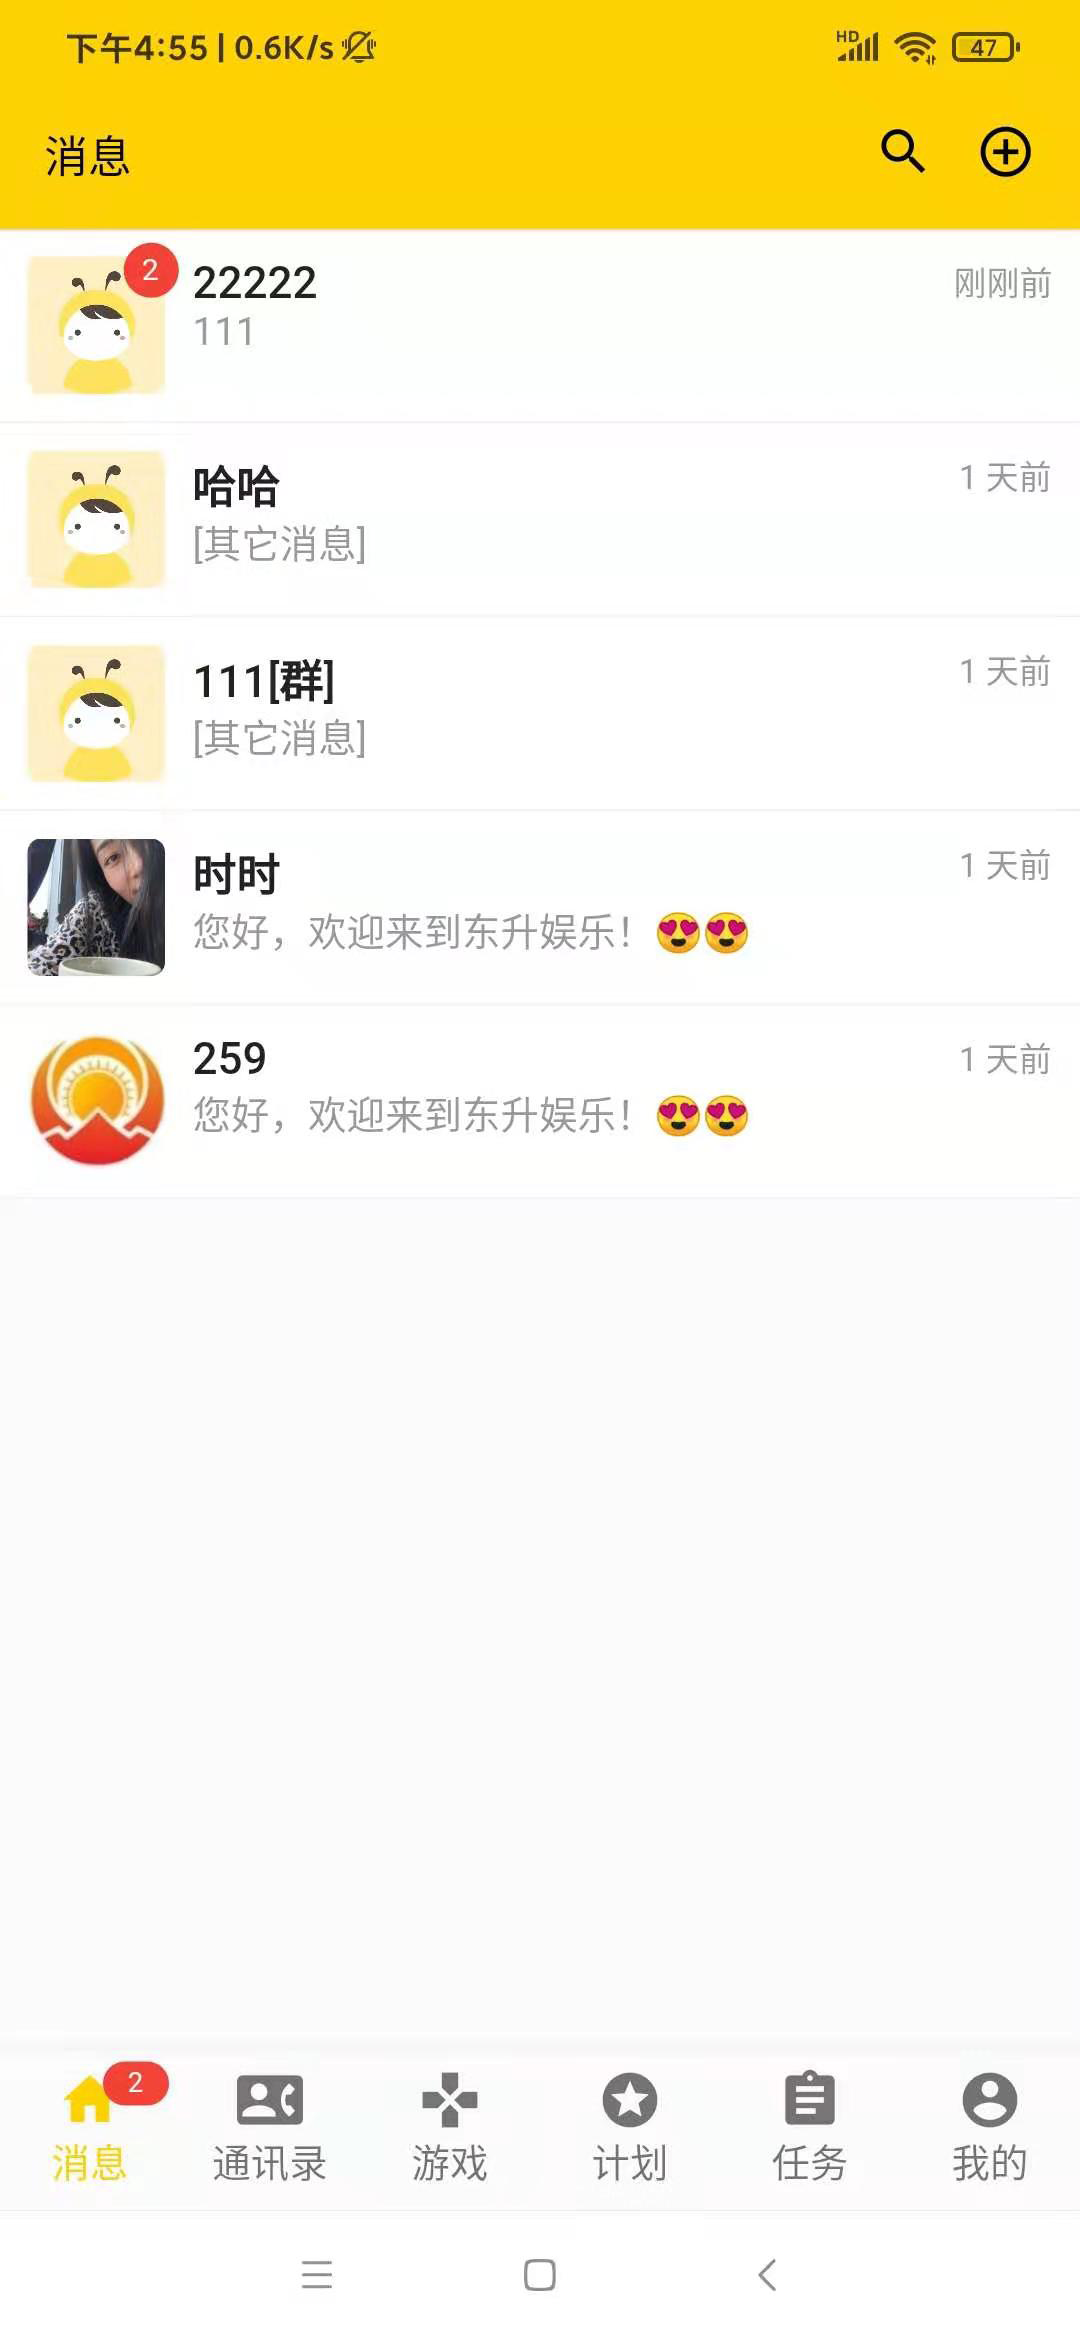 下午4:55 | 0.6K/s
HD
47
消息
2
22222
刚刚前
111
哈哈
1 天前
[其它消息]
111[群]
1 天前
[其它消息]
时时
1 天前
您好，欢迎来到东升娱乐！😍😍
259
1 天前
您好，欢迎来到东升娱乐！😍😍
2
消息
通讯录
游戏
计划
任务
我的